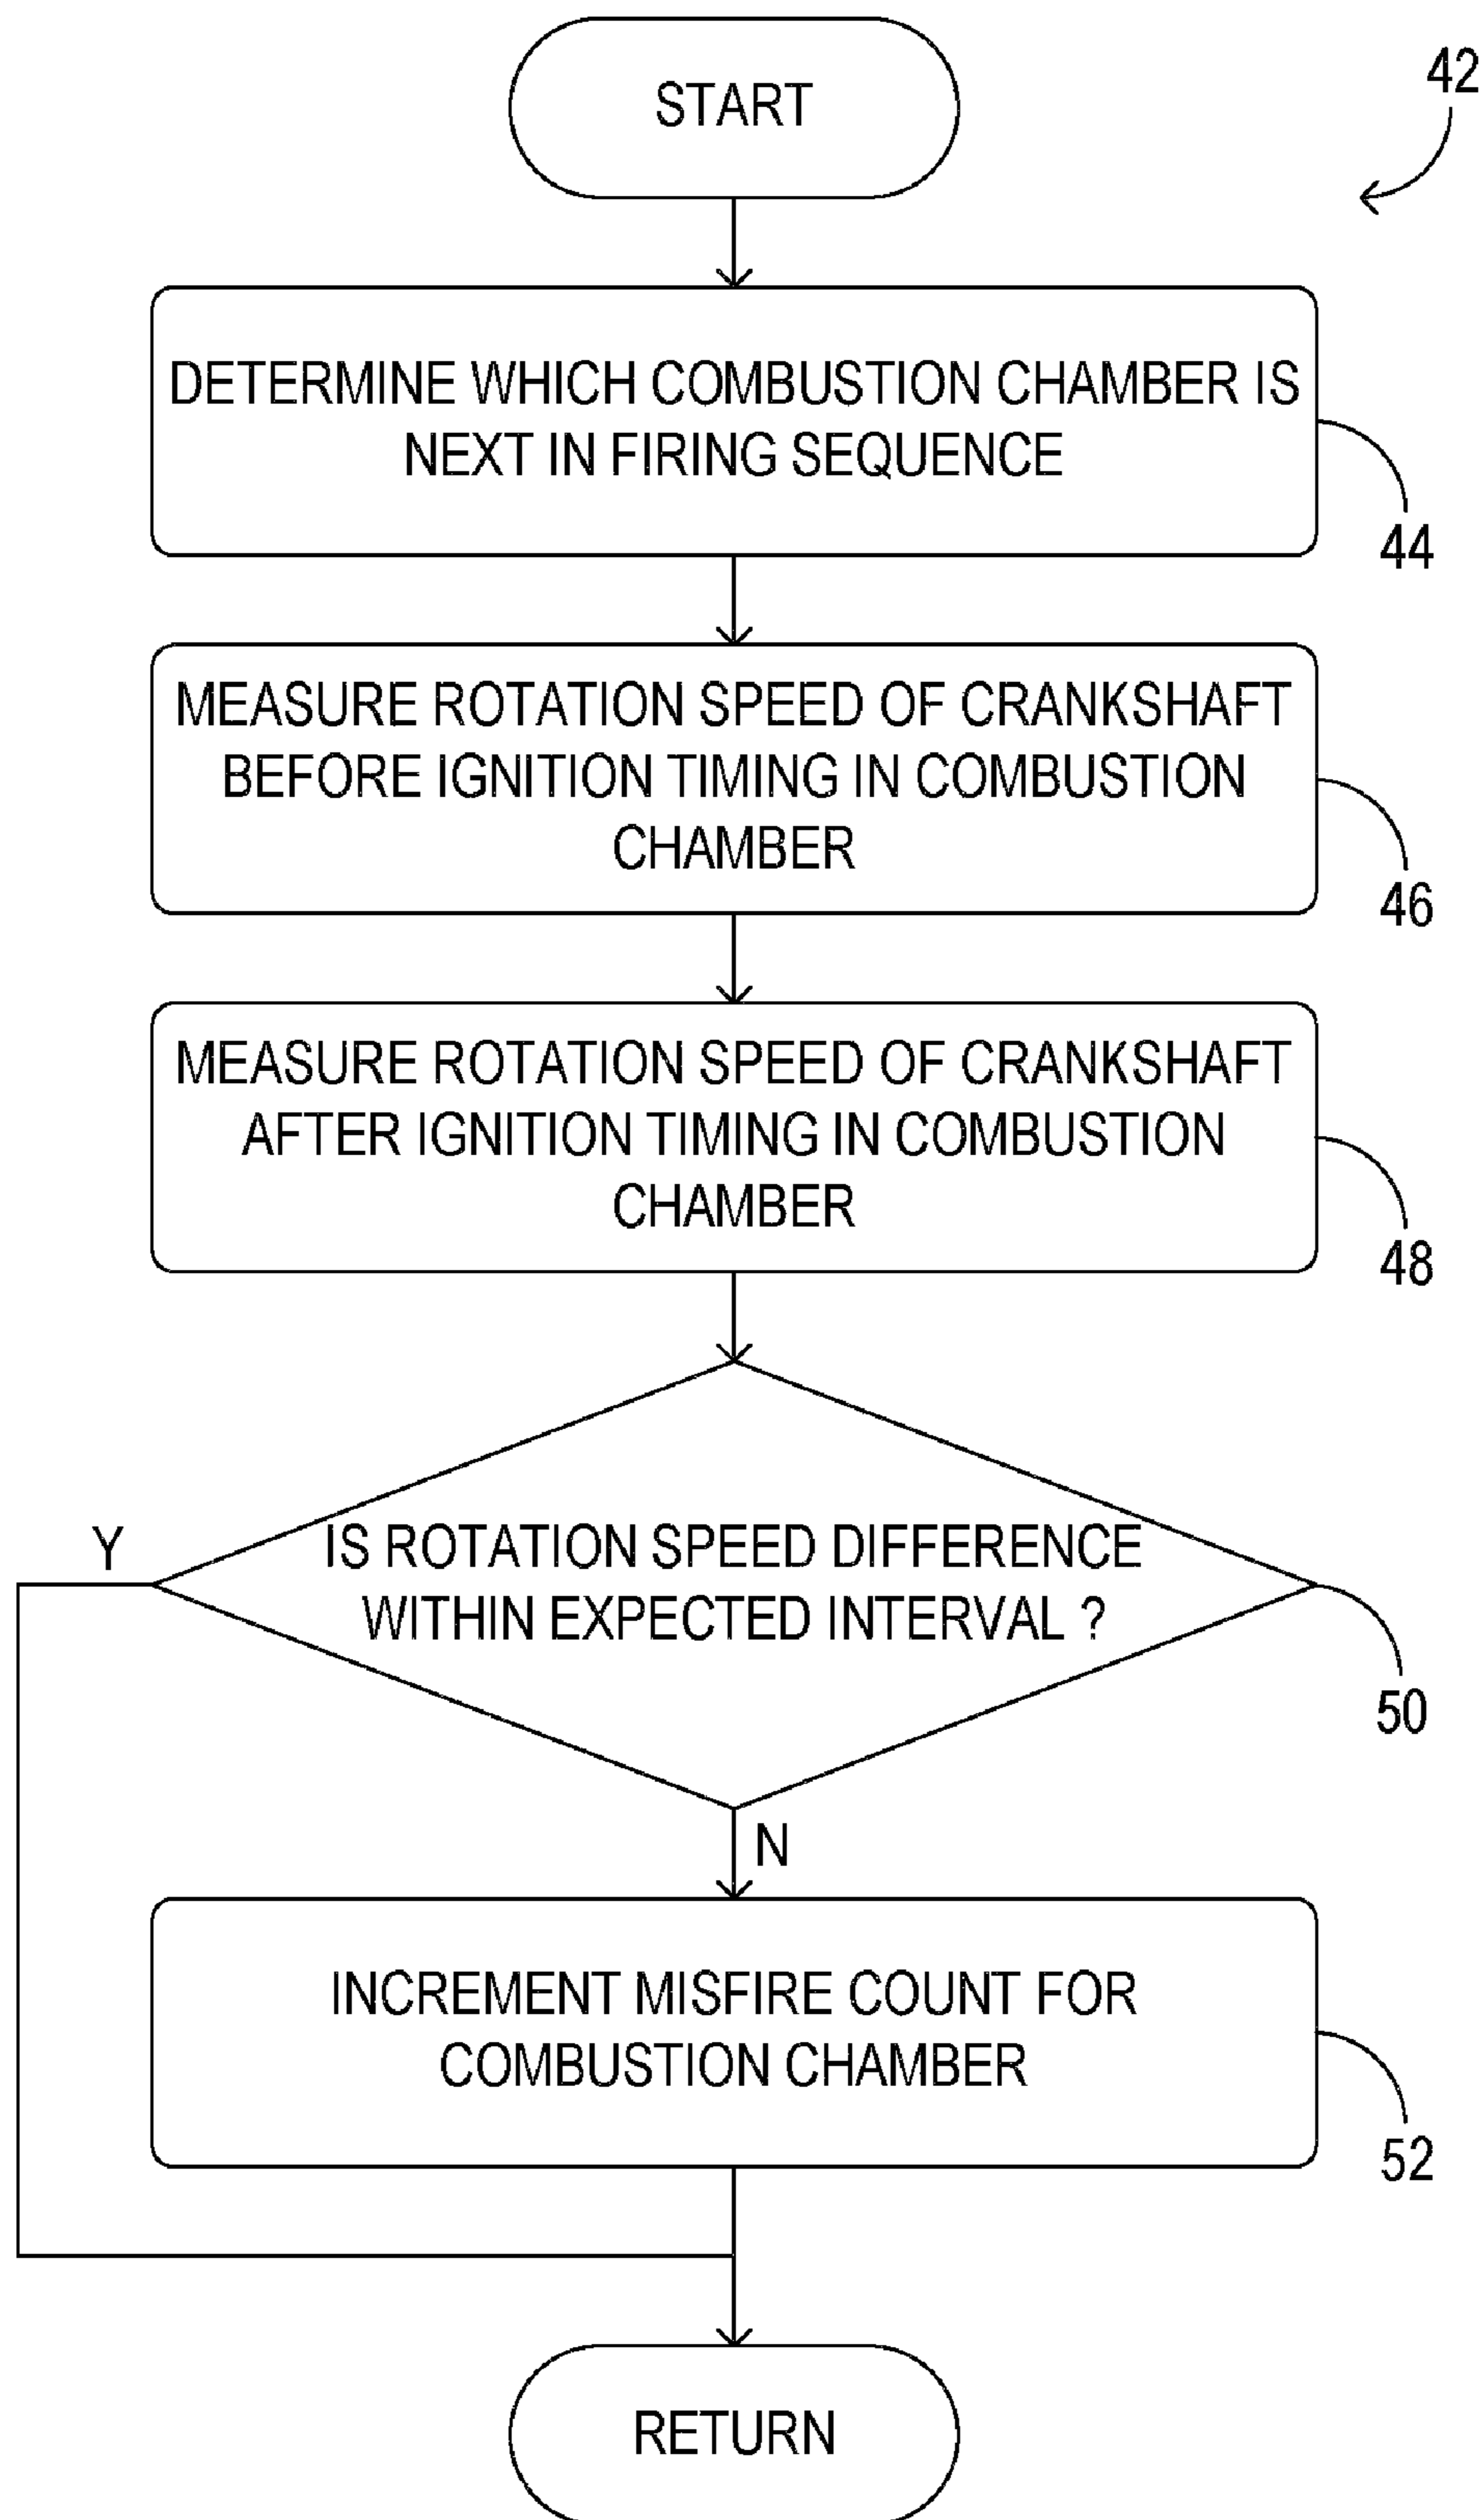 START
42
DETERMINE WHICH COMBUSTION CHAMBER IS
NEXT IN FIRING SEQUENCE
44
MEASURE ROTATION SPEED OF CRANKSHAFT
BEFORE IGNITION TIMING IN COMBUSTION
CHAMBER
46
MEASURE ROTATION SPEED OF CRANKSHAFT
AFTER IGNITION TIMING IN COMBUSTION
CHAMBER
48
Y
IS ROTATION SPEED DIFFERENCE
WITHIN EXPECTED INTERVAL ?
50
N
INCREMENT MISFIRE COUNT FOR
COMBUSTION CHAMBER
52
RETURN